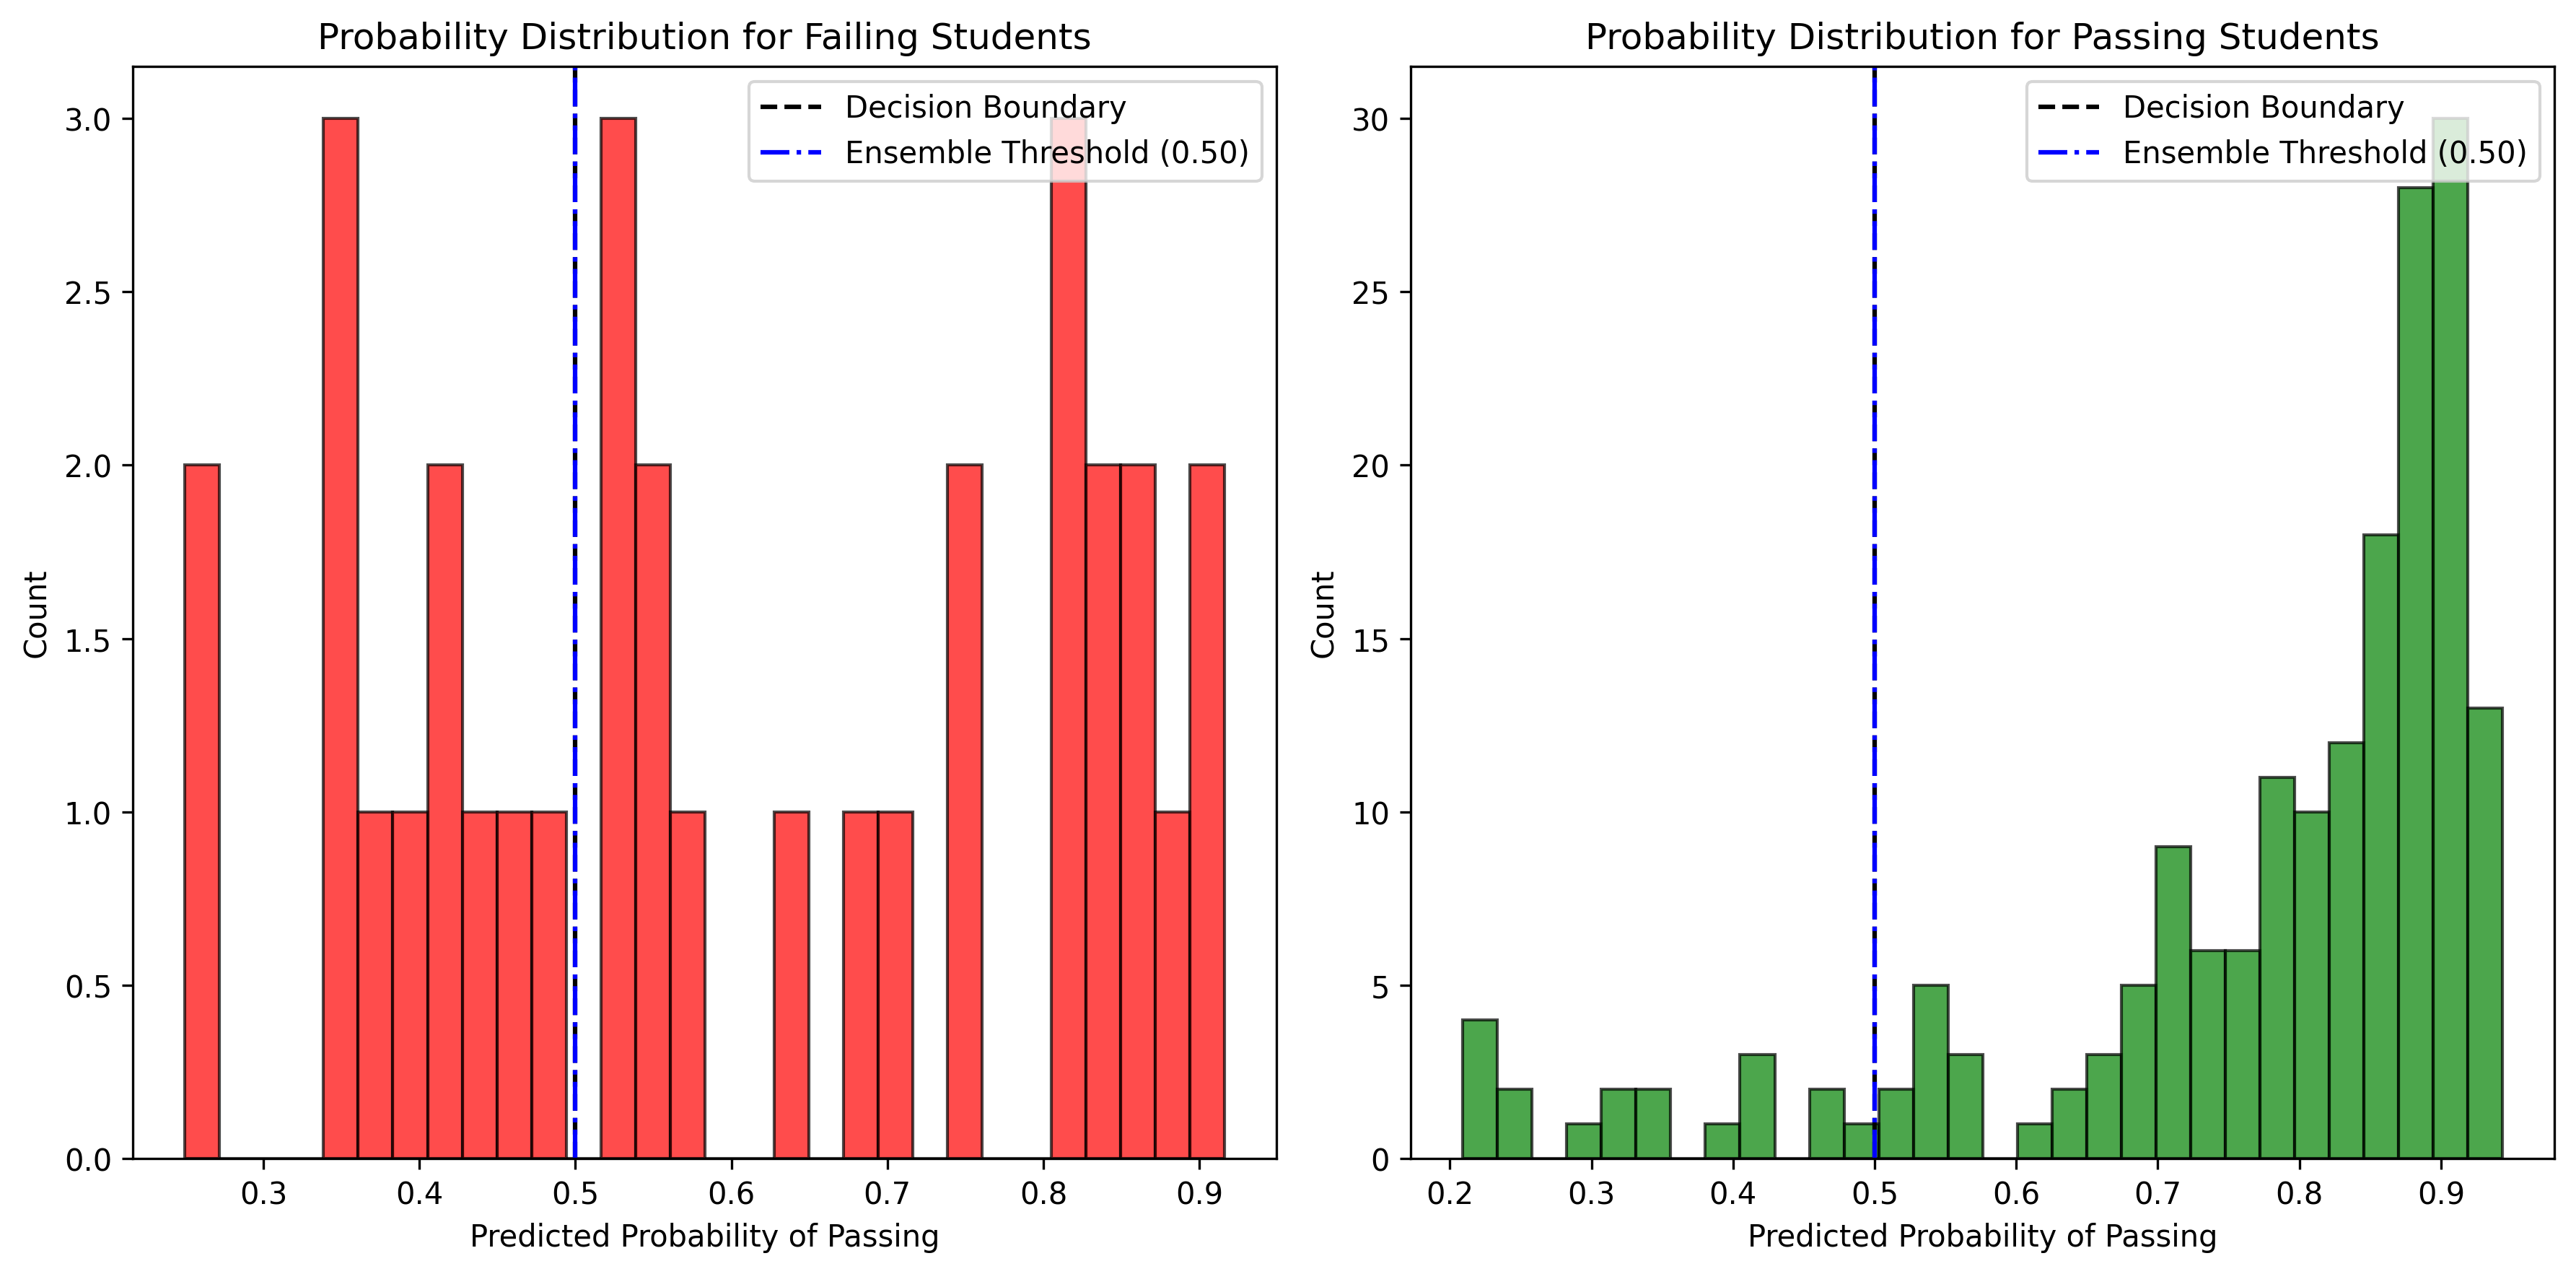 Probability Distribution for Failing Students
Decision Boundary
Ensemble Threshold (0.50)
3.0
2.5
2.0
1.5
1.0
0.5
0.0
Count
0.3 0.4 0.5 0.6 0.7 0.8 0.9
Predicted Probability of Passing
Probability Distribution for Passing Students
Decision Boundary
Ensemble Threshold (0.50)
30
25
20
15
10
5
0
Count
0.2 0.3 0.4 0.5 0.6 0.7 0.8 0.9
Predicted Probability of Passing